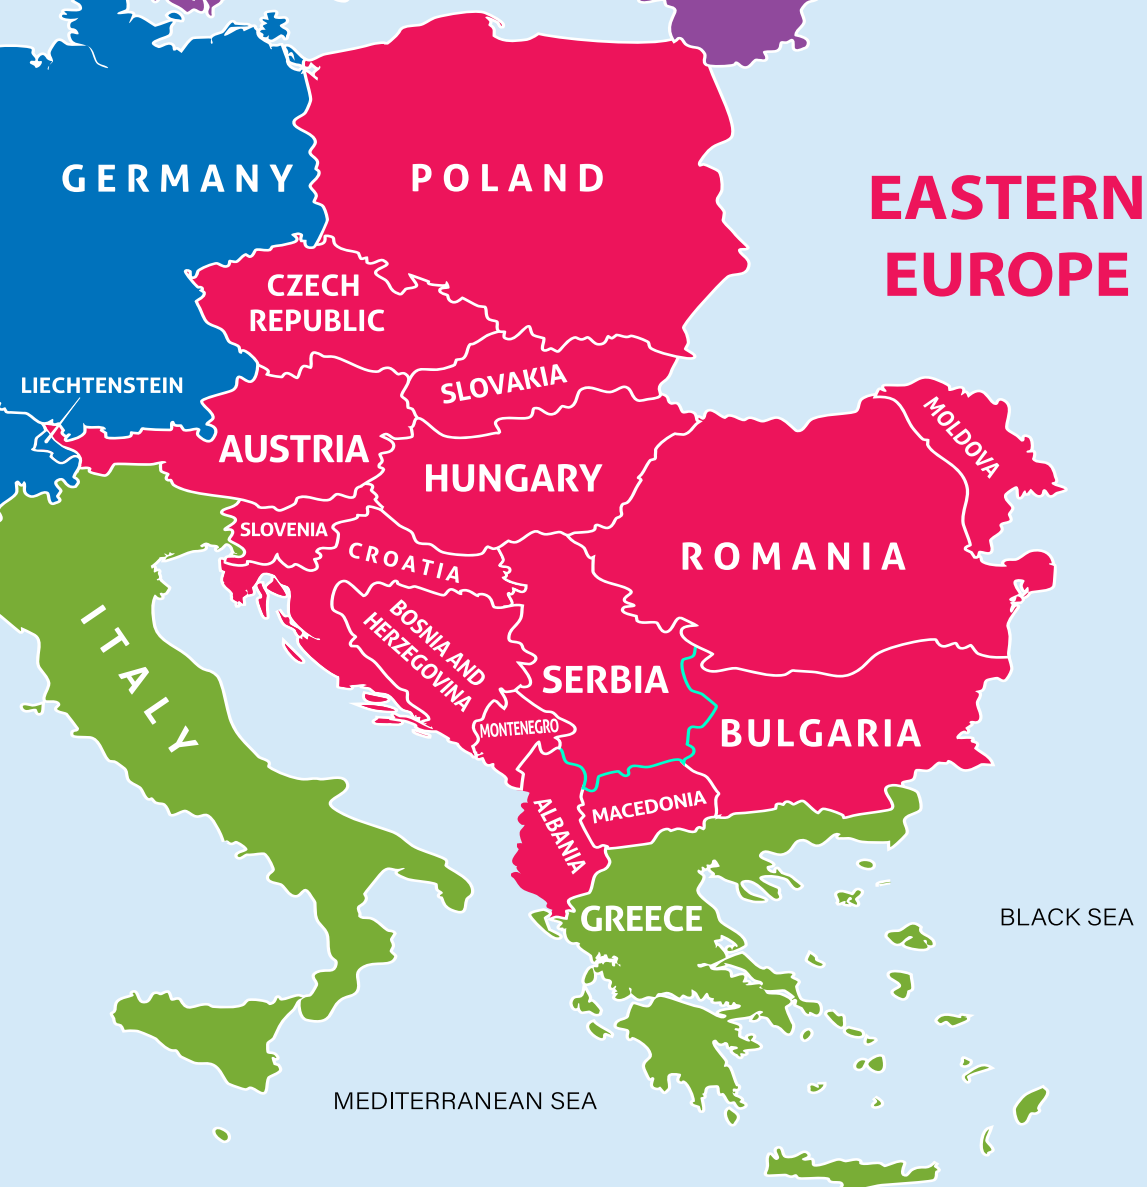 GERMANY
POLAND
EASTERN
EUROPE
CZECH
REPUBLIC
LIECHTENSTEIN
SLOVAKIA
MOLDOVA
AUSTRIA
HUNGARY
SLOVENIA
CROATIA
ROMANIA
ITALY
BOSNIA AND
HERZEGOVINA
SERBIA
MONTENEGRO
BULGARIA
MACEDONIA
ALBANIA
GREECE
BLACK SEA
MEDITERRANEAN SEA